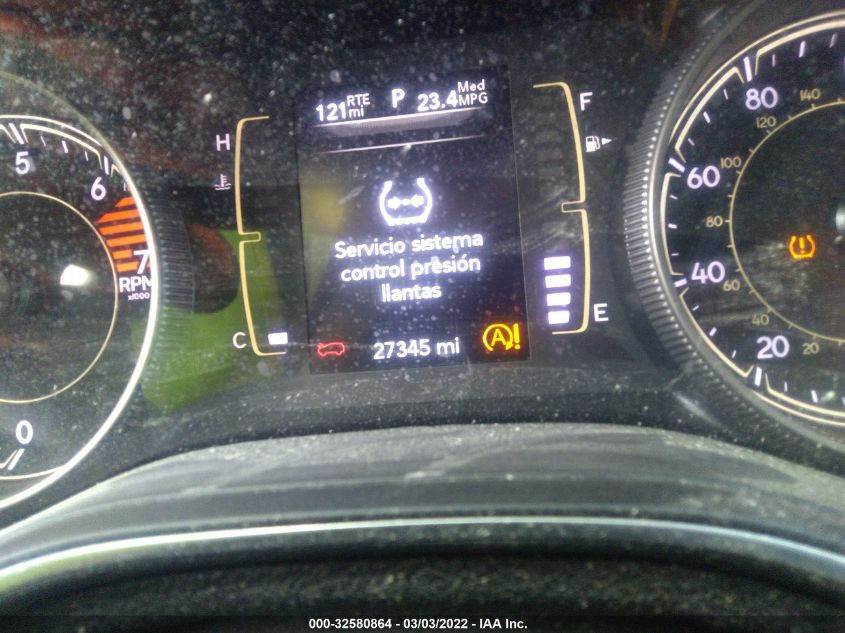 121 RTE mi P 23.4 Med MPG
H
F
Servicio sistema
control presión
llantas
C
E
27345 mi
A!
5
6
7
RPM
x1000
0
80
60
40
20
140
120
100
80
60
40
20
000-32580864 - 03/03/2022 - IAA Inc.